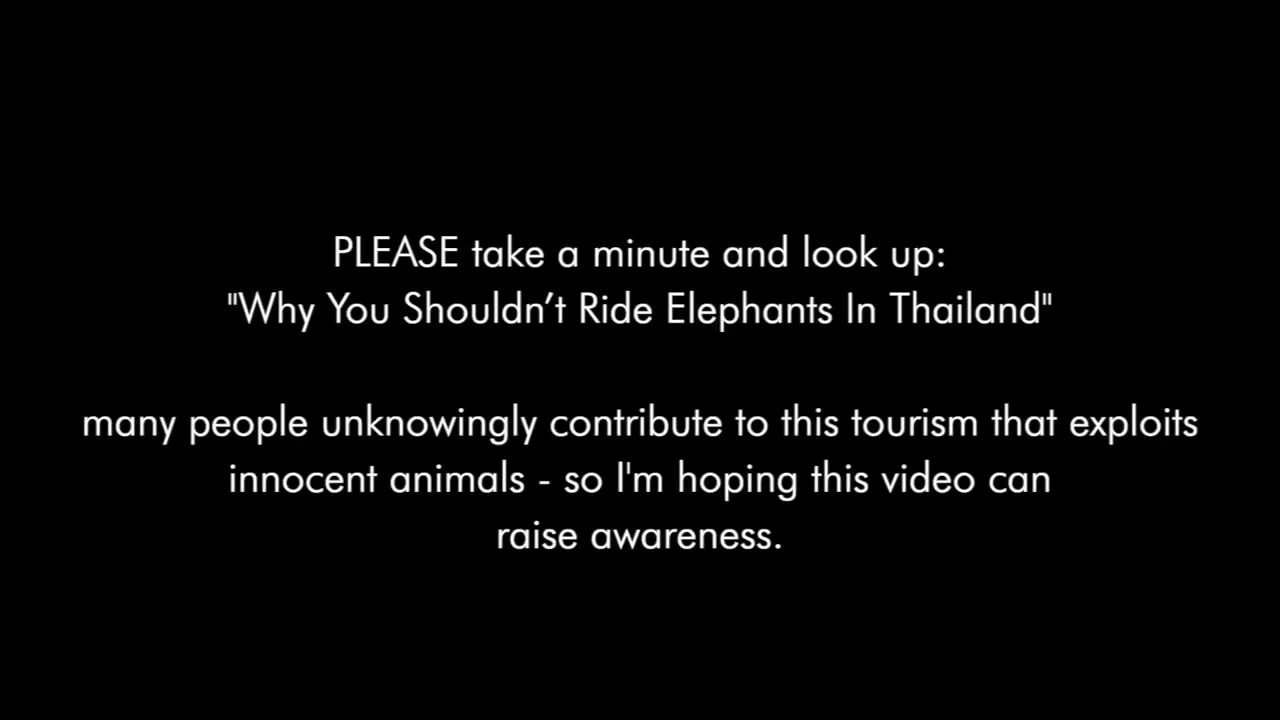 PLEASE take a minute and look up:
"Why You Shouldn’t Ride Elephants In Thailand"
many people unknowingly contribute to this tourism that exploits
innocent animals - so I'm hoping this video can
raise awareness.